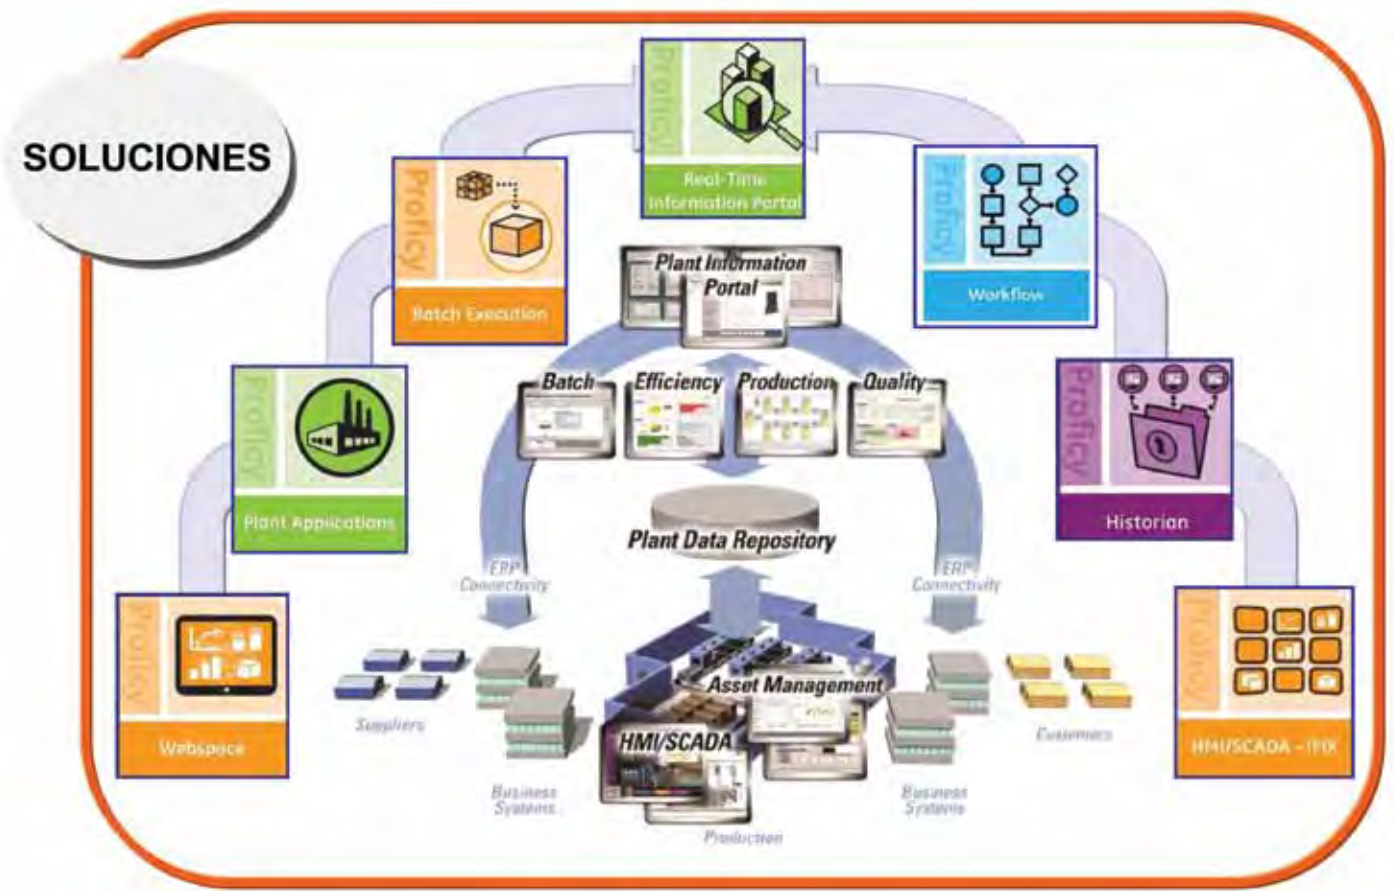 SOLUCIONES
Proficy
Real-Time
Information Portal
Proficy
Batch Execution
Proficy
Workflow
Plant Information
Portal
Proficy
Plant Applications
Batch
Efficiency
Production
Quality
Proficy
Historian
Plant Data Repository
ERP
Connectivity
ERP
Connectivity
Proficy
Webspace
Suppliers
Business
Systems
Asset Management
HMI/SCADA
Production
Business
Systems
Customers
Proficy
HMI/SCADA - iFIX